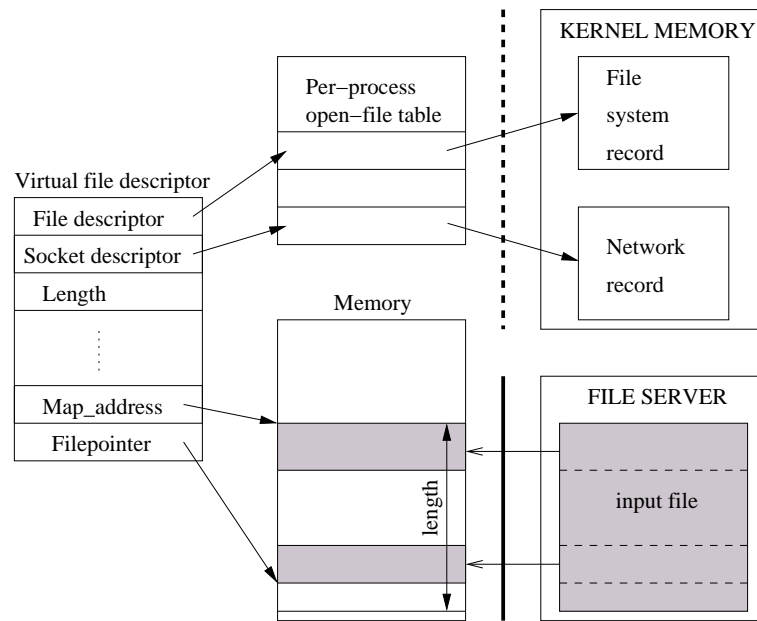 KERNEL MEMORY
File
system
record
Per−process
open−file table
Virtual file descriptor
File descriptor
Socket descriptor
Length
Map_address
Filepointer
Network
record
Memory
length
FILE SERVER
input file